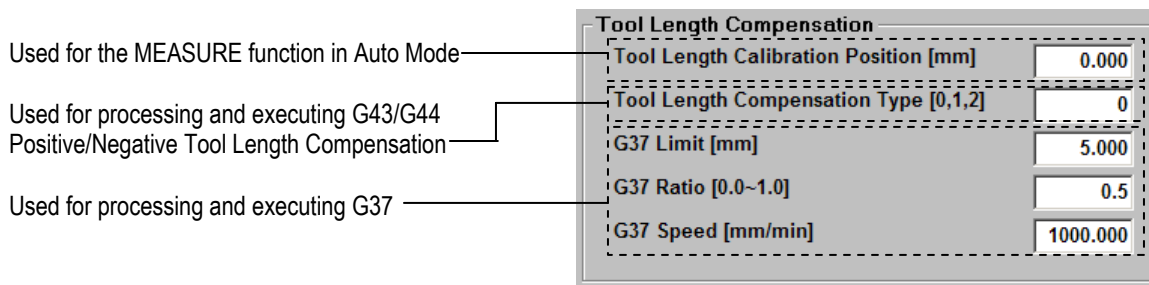 Tool Length Compensation
Used for the MEASURE function in Auto Mode
Tool Length Calibration Position [mm] 0.000
Used for processing and executing G43/G44
Positive/Negative Tool Length Compensation
Tool Length Compensation Type [0,1,2] 0
Used for processing and executing G37
G37 Limit [mm] 5.000
G37 Ratio [0.0~1.0] 0.5
G37 Speed [mm/min] 1000.000